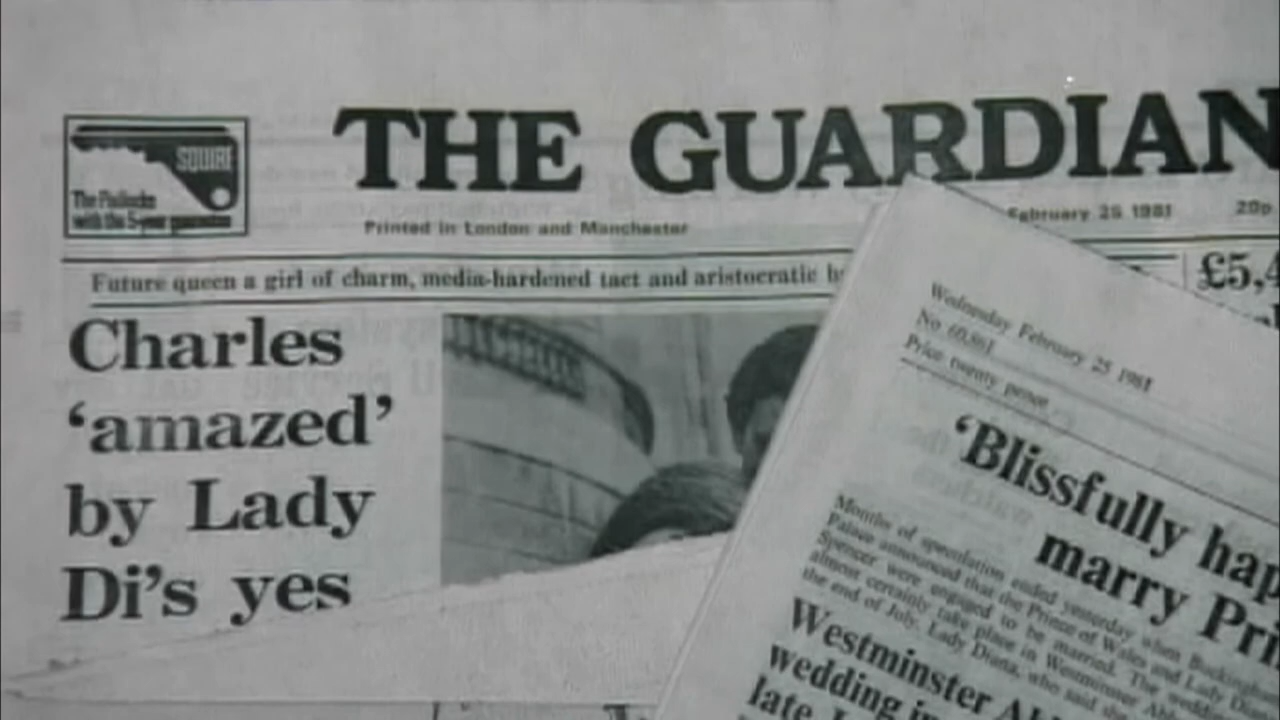 SQUIRE
The Padlocks
with the 5-year guarantee
THE GUARDIAN
Printed in London and Manchester
February 25 1981
20p
Future queen a girl of charm, media-hardened tact and aristocratic
£5,4
Charles
‘amazed’
by Lady
Di’s yes
Wednesday February 25 1981
No 60,861
Price twenty pence
‘Blissfully hap
marry Pri
Months of speculation ended yesterday when Buckingham
Palace announced that the Prince of Wales and Lady Diana
Spencer were engaged to be married. The wedding
almost certainly take place in Westminster
the end of July. Lady Diana, who said
Westminster Ab
wedding in
late